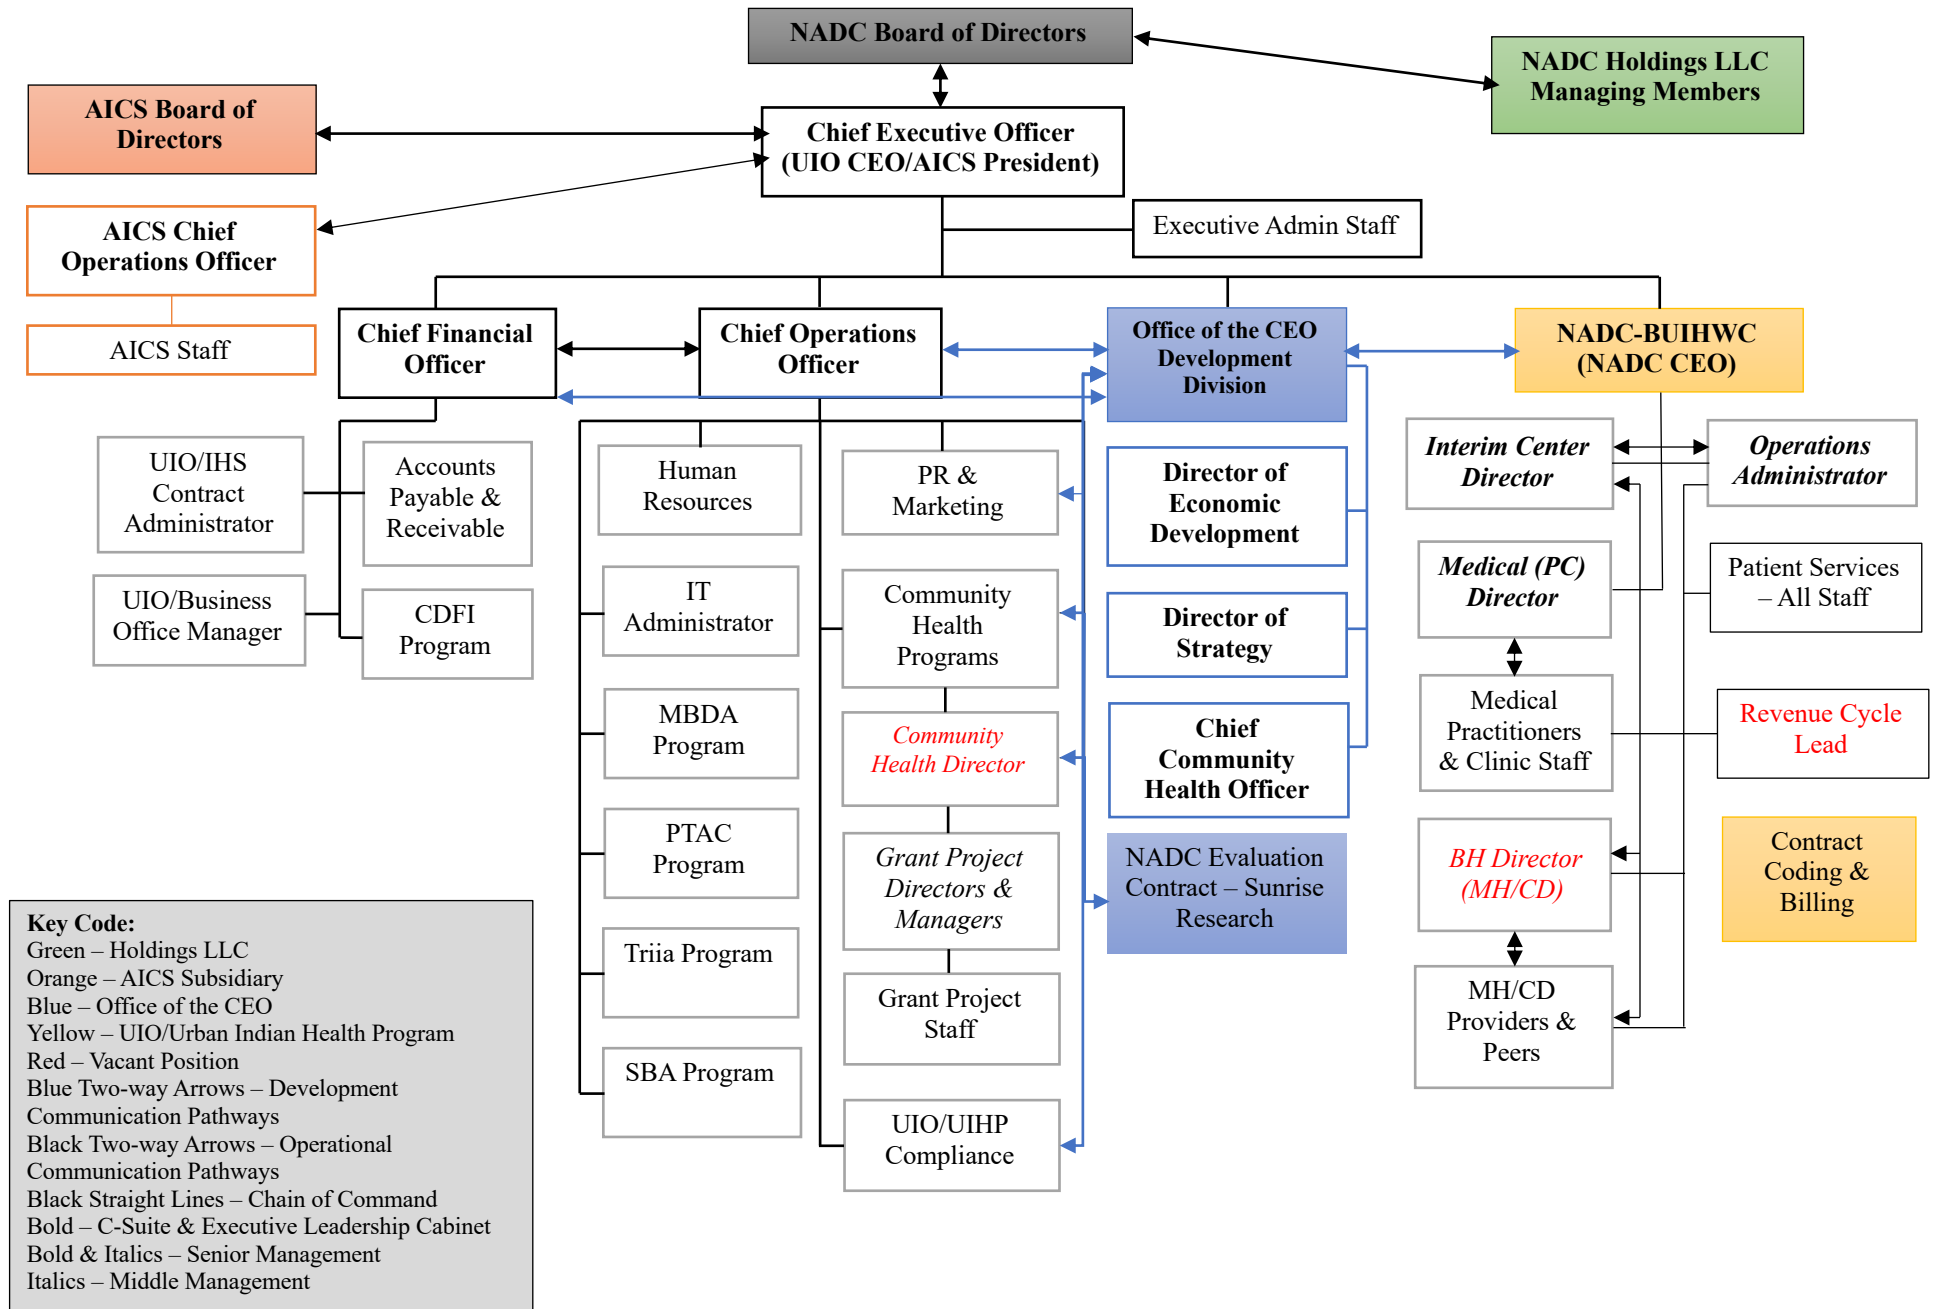 NADC Board of Directors
NADC Holdings LLC
Managing Members
AICS Board of
Directors
Chief Executive Officer
(UIO CEO/AICS President)
AICS Chief
Operations Officer
Executive Admin Staff
AICS Staff
Chief Financial
Officer
Chief Operations
Officer
Office of the CEO
Development
Division
NADC-BUIHWC
(NADC CEO)
UIO/IHS
Contract
Administrator
Accounts
Payable &
Receivable
UIO/Business
Office Manager
CDFI
Program
Human
Resources
IT
Administrator
MBDA
Program
PTAC
Program
Triia Program
SBA Program
PR &
Marketing
Community
Health
Programs
Community
Health Director
Grant Project
Directors &
Managers
Grant Project
Staff
UIO/UIHP
Compliance
Director of
Economic
Development
Director of
Strategy
Chief
Community
Health Officer
NADC Evaluation
Contract – Sunrise
Research
Interim Center
Director
Operations
Administrator
Medical (PC)
Director
Patient Services
– All Staff
Medical
Practitioners
& Clinic Staff
Revenue Cycle
Lead
BH Director
(MH/CD)
Contract
Coding &
Billing
MH/CD
Providers &
Peers
Key Code:
Green – Holdings LLC
Orange – AICS Subsidiary
Blue – Office of the CEO
Yellow – UIO/Urban Indian Health Program
Red – Vacant Position
Blue Two-way Arrows – Development
Communication Pathways
Black Two-way Arrows – Operational
Communication Pathways
Black Straight Lines – Chain of Command
Bold – C-Suite & Executive Leadership Cabinet
Bold & Italics – Senior Management
Italics – Middle Management